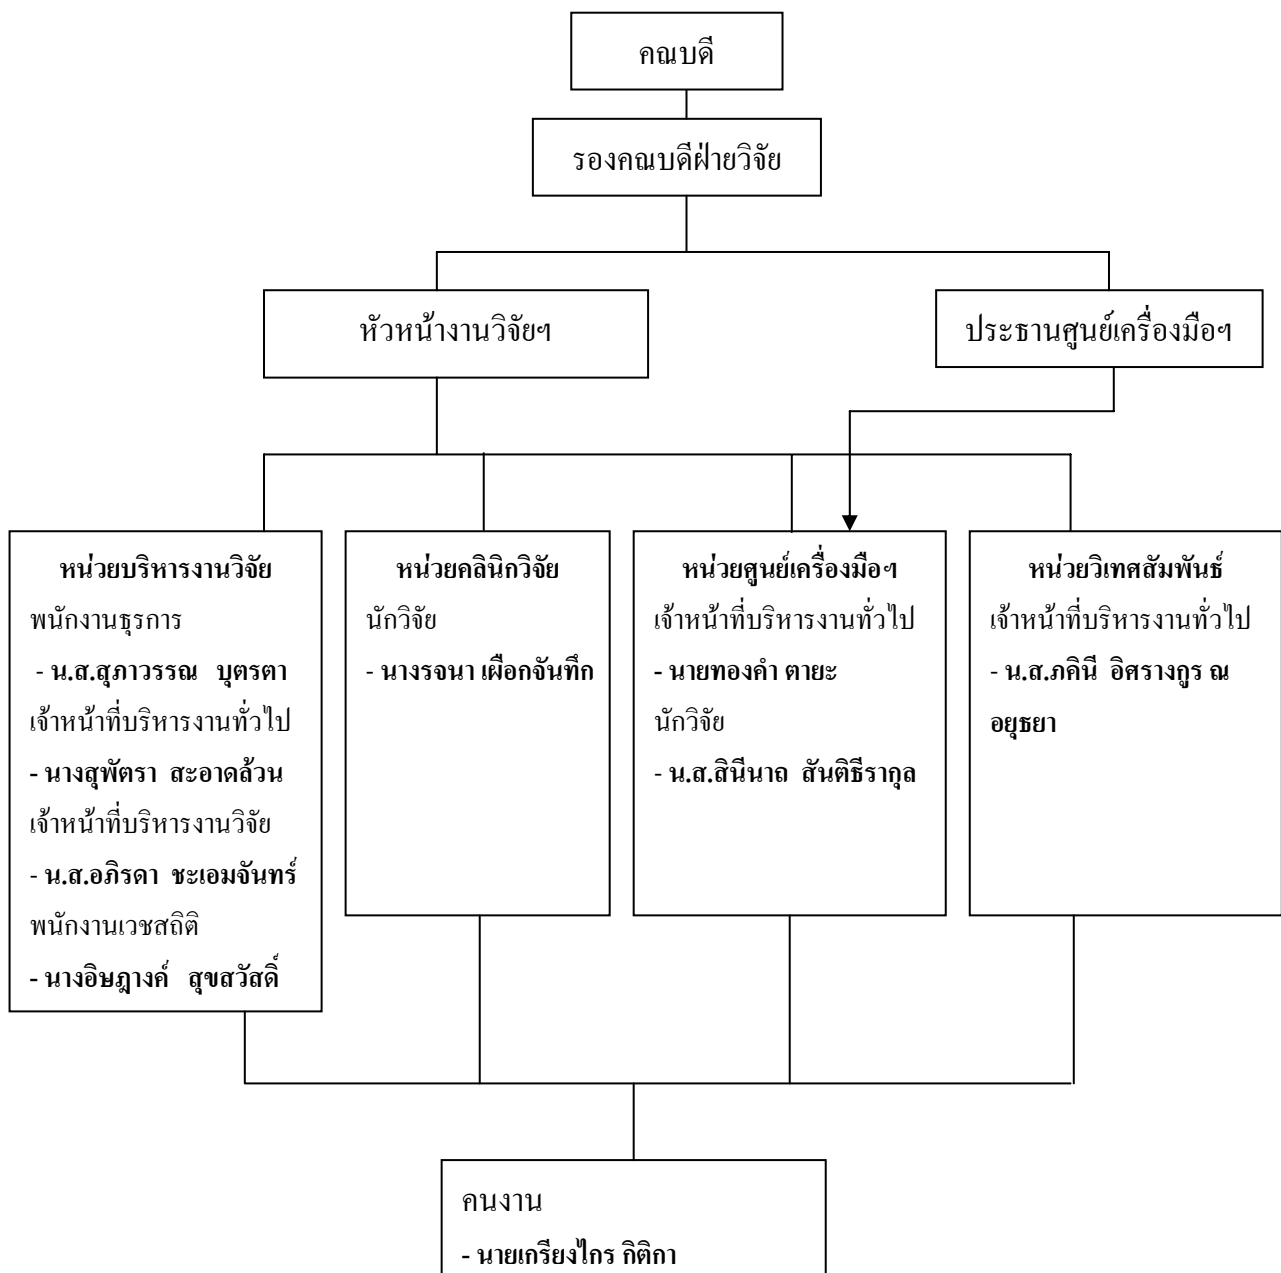 คณบดี
รองคณบดีฝ่ายวิจัย
หัวหน้างานวิจัยฯ
ประธานศูนย์เครื่องมือฯ
หน่วยบริหารงานวิจัย
พนักงานธุรการ
- น.ส.สุภาวรรณ บุตรตา
เจ้าหน้าที่บริหารงานทั่วไป
- นางสุพัตรา สะอาดล้วน
เจ้าหน้าที่บริหารงานวิจัย
- น.ส.อภิรดา ชะเอมจันทร์
พนักงานเวชสถิติ
- นางอิษฎางค์ สุขสวัสดิ์
หน่วยคลินิกวิจัย
นักวิจัย
- นางรจนา เผือกจันทึก
หน่วยศูนย์เครื่องมือฯ
เจ้าหน้าที่บริหารงานทั่วไป
- นายทองคำ ตายะ
นักวิจัย
- น.ส.สินีนาถ สันติธีรากุล
หน่วยวิเทศสัมพันธ์
เจ้าหน้าที่บริหารงานทั่วไป
- น.ส.ภคินี อิศรางกูร ณ
อยุธยา
คนงาน
- นายเกรียงไกร กิติกา